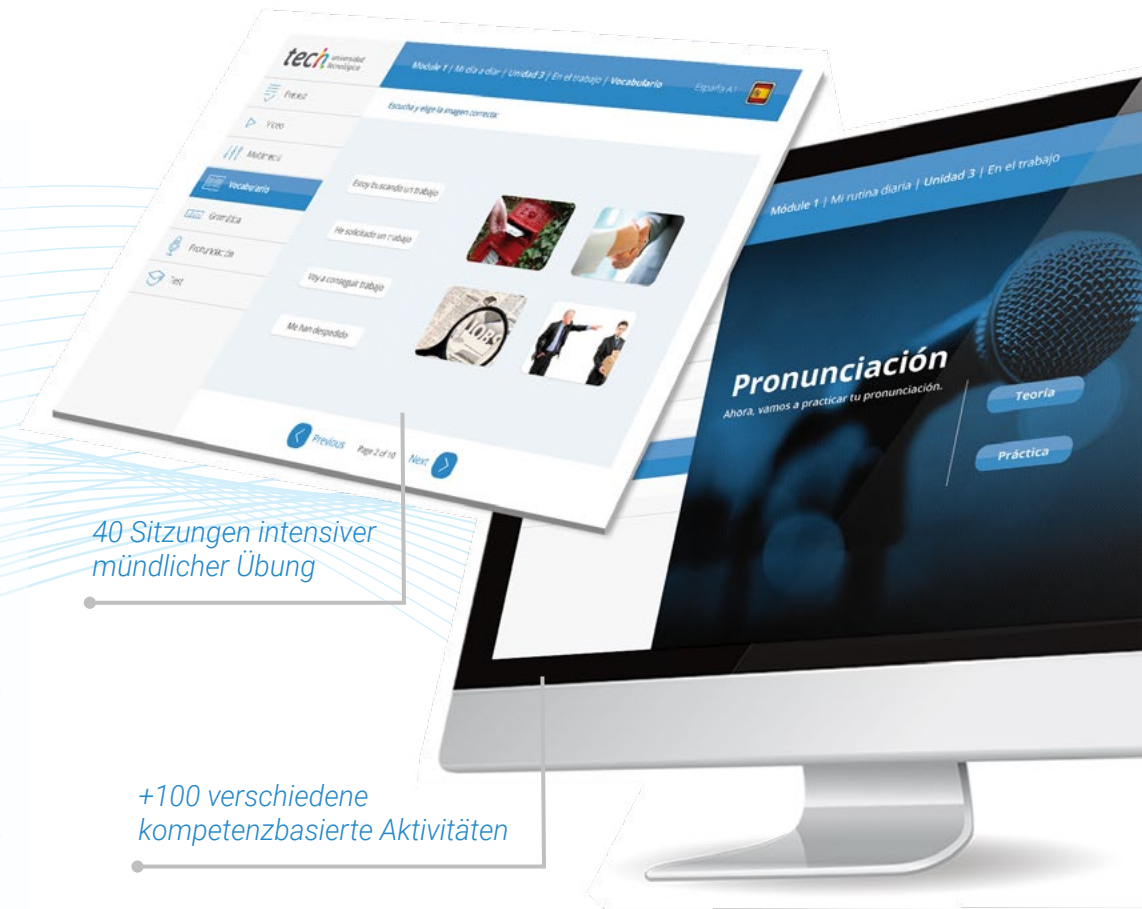 tech universidad
tecnológica
Module 1 | Mi día a diar | Unidad 3 | En el trabajo | Vocabulario
España A1
Escucha y elige la imagen correcta:
Vocabulario
Gramática
Pronunciación
Test
Estoy buscando un trabajo
He solicitado un trabajo
Voy a conseguir trabajo
Me han despedido
JOBS
Previous
Page 2 of 10
Next
Módule 1 | Mi rutina diaria | Unidad 3 | En el trabajo
Pronunciación
Ahora, vamos a practicar tu pronunciación.
Teoría
Práctica
40 Sitzungen intensiver
mündlicher Übung
+100 verschiedene
kompetenzbasierte Aktivitäten